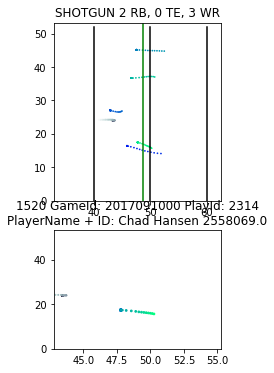 SHOTGUN 2 RB, 0 TE, 3 WR
50
40
30
20
10
0
40 50 60
1520 GameId: 2017091000 PlayId: 2314
PlayerName + ID: Chad Hansen 2558069.0
40
20
0
45.0 47.5 50.0 52.5 55.0